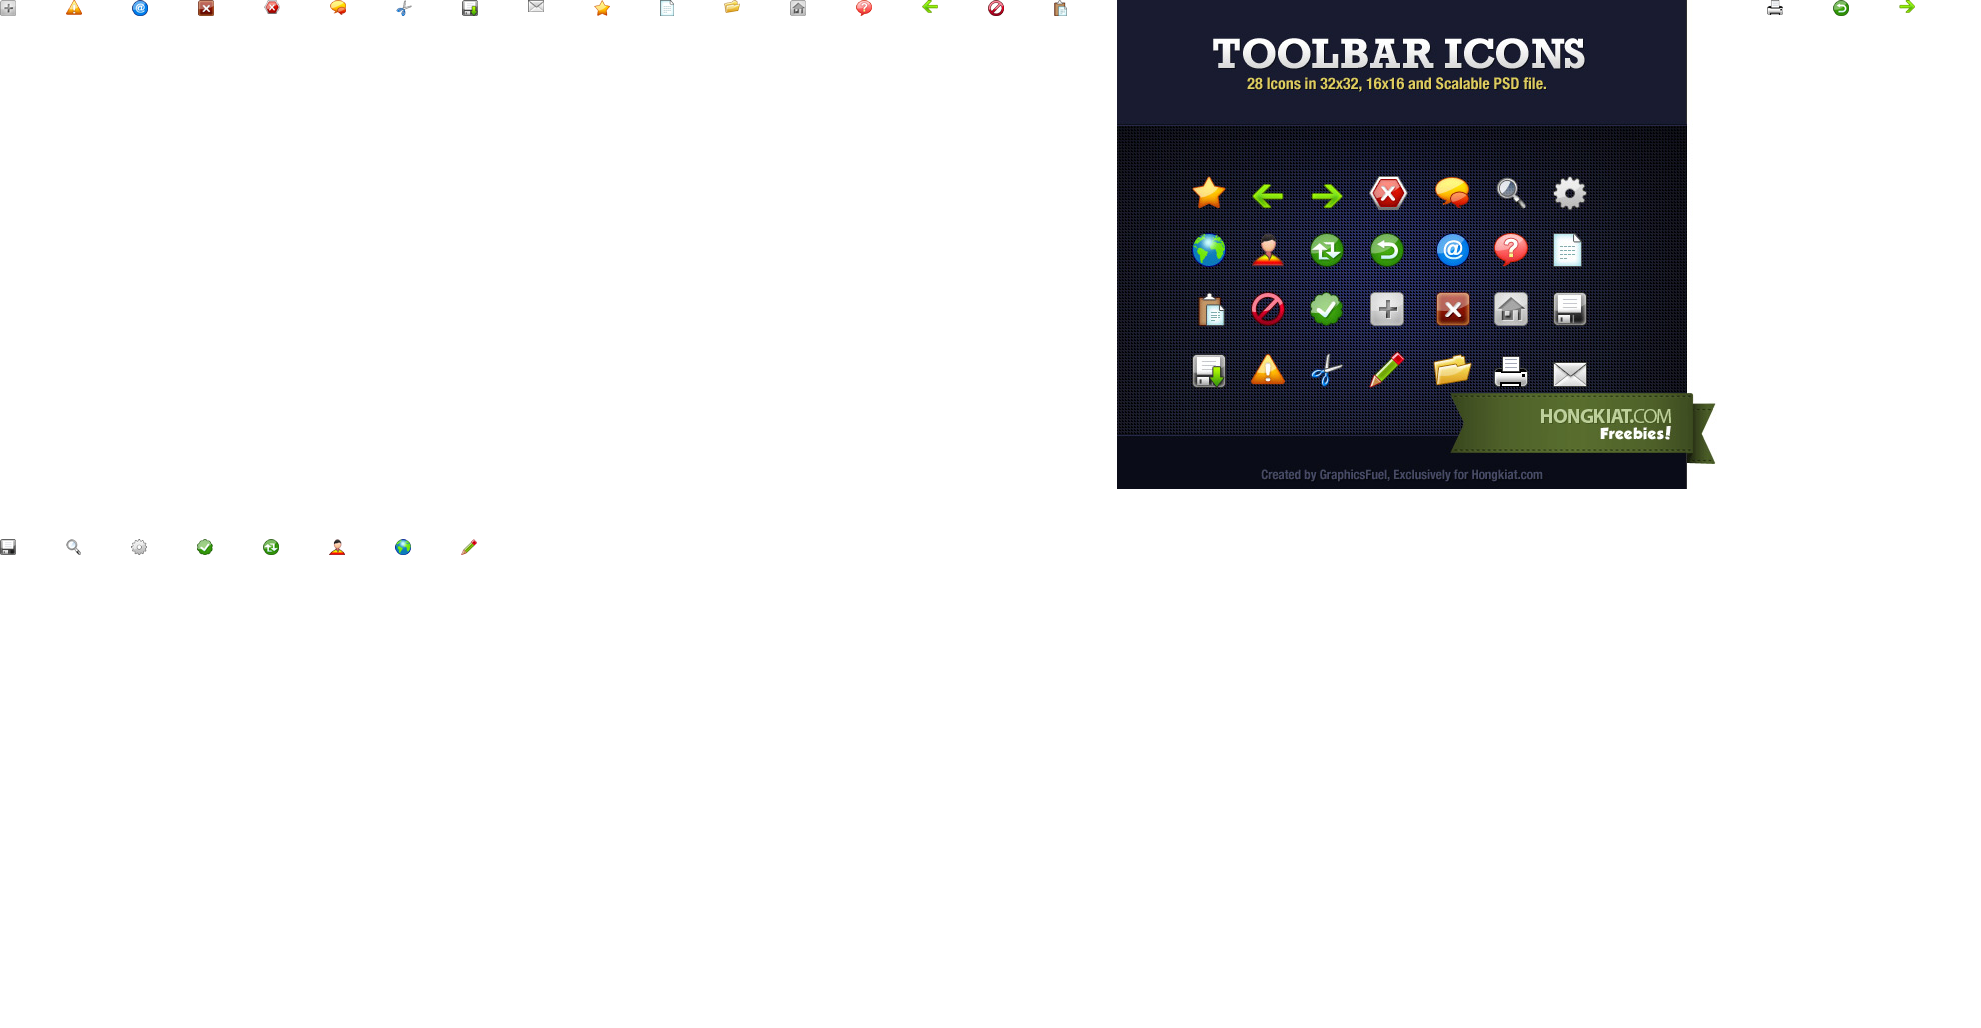 TOOLBAR ICONS
28 Icons in 32x32, 16x16 and Scalable PSD file.
HONGKIAT.COM
Freebies!
Created by GraphicsFuel, Exclusively for Hongkiat.com